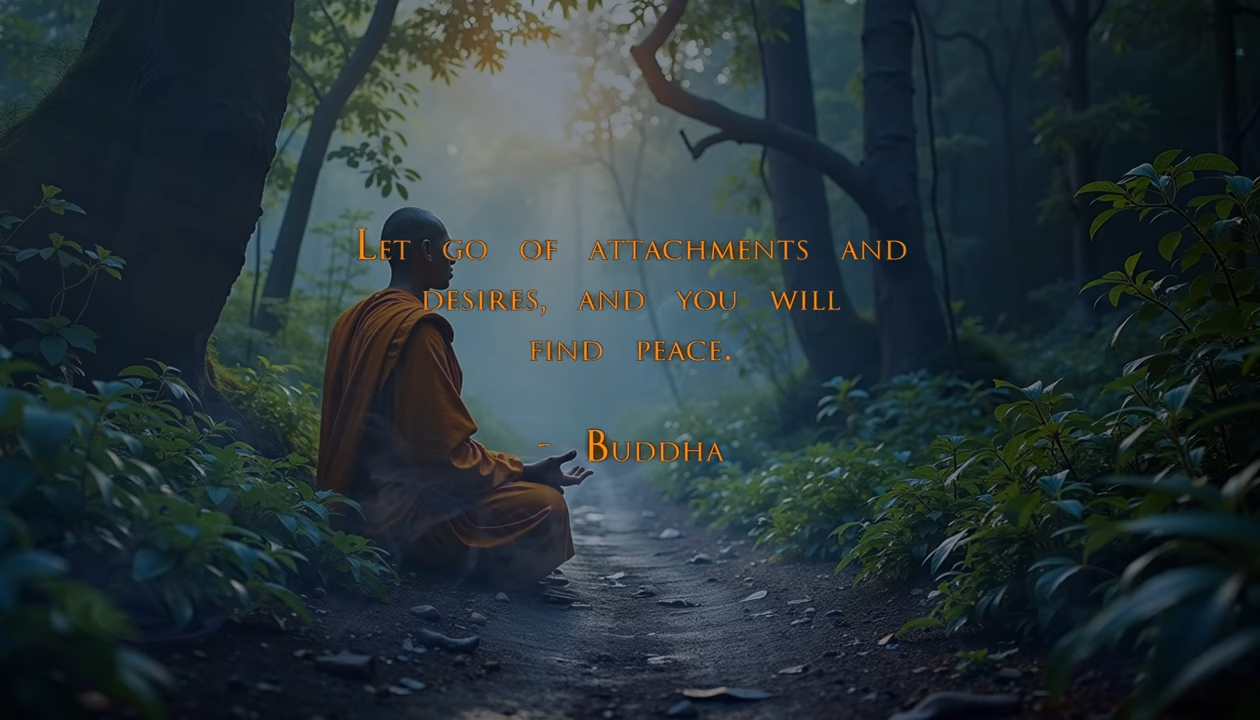 Let go of attachments and
desires, and you will
find peace.
- Buddha